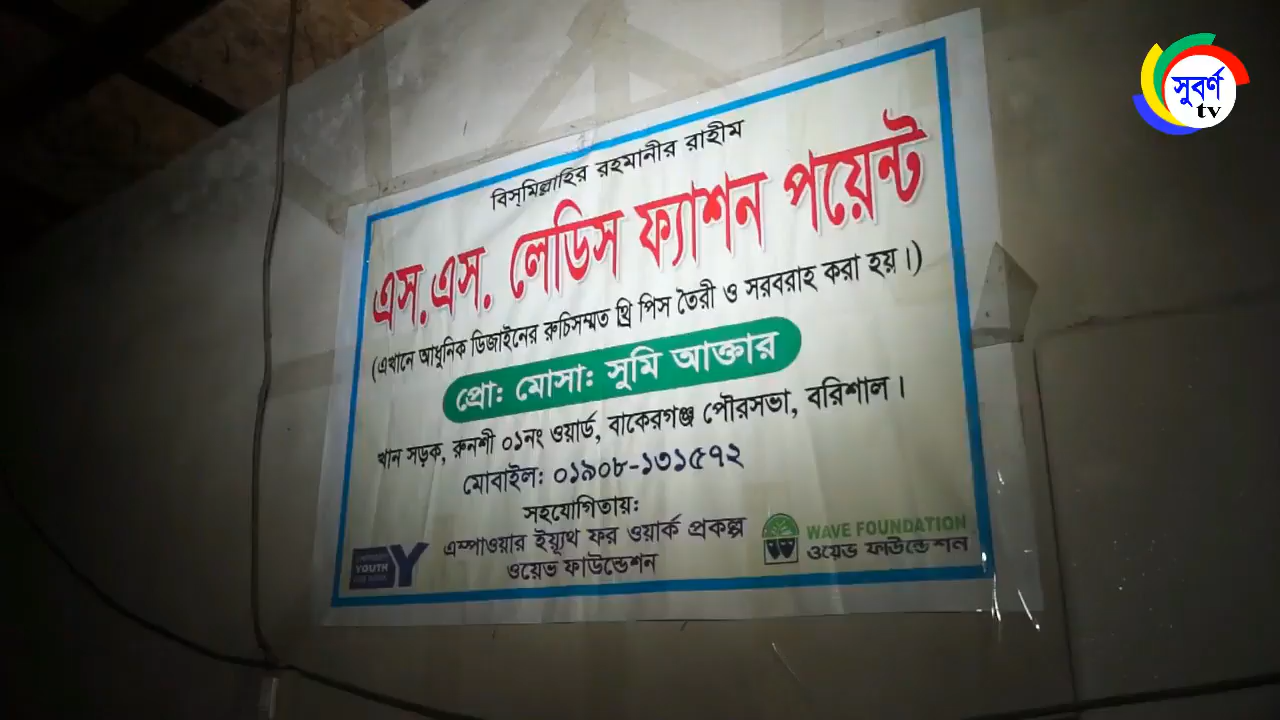 সুবর্ণ
tv
বিস্‌মিল্লাহির রহমানীর রাহীম
এস.এস. লেডিস ফ্যাশন পয়েন্ট
(এখানে আধুনিক ডিজাইনের রুচিসম্মত থ্রি পিস তৈরী ও সরবরাহ করা হয়।)
প্রোঃ মোসাঃ সুমি আক্তার
খান সড়ক, রুনশী ০১নং ওয়ার্ড, বাকেরগঞ্জ পৌরসভা, বরিশাল।
মোবাইল: ০১৯০৮-১৩১৫৭২
সহযোগিতায়:
এম্পাওয়ার ইয়্যুথ ফর ওয়ার্ক প্রকল্প
ওয়েভ ফাউন্ডেশন
YOUTH
Y
WAVE FOUNDATION
ওয়েভ ফাউন্ডেশন